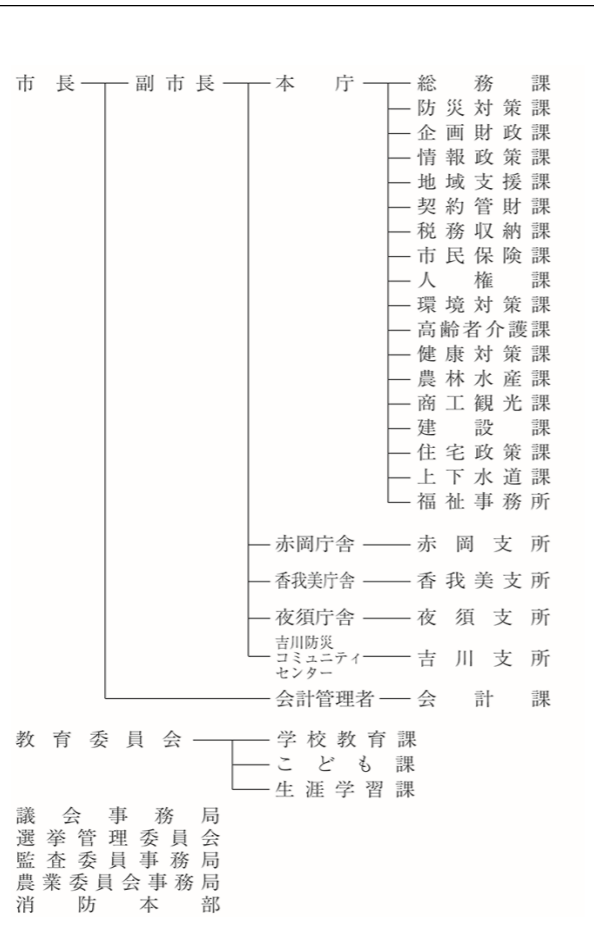 市長 副市長 本庁 総務課
防災対策課
企画財政課
情報政策課
地域支援課
契約管財課
税務収納課
市民保険課
人権課
環境対策課
高齢者介護課
健康対策課
農林水産課
商工観光課
建設課
住宅政策課
上下水道課
福祉事務所
赤岡庁舎 赤岡支所
香我美庁舎 香我美支所
夜須庁舎 夜須支所
吉川防災
コミュニティ 吉川支所
センター
会計管理者 会計課
教育委員会 学校教育課
こども課
生涯学習課
議会事務局
選挙管理委員会
監査委員事務局
農業委員会事務局
消防本部